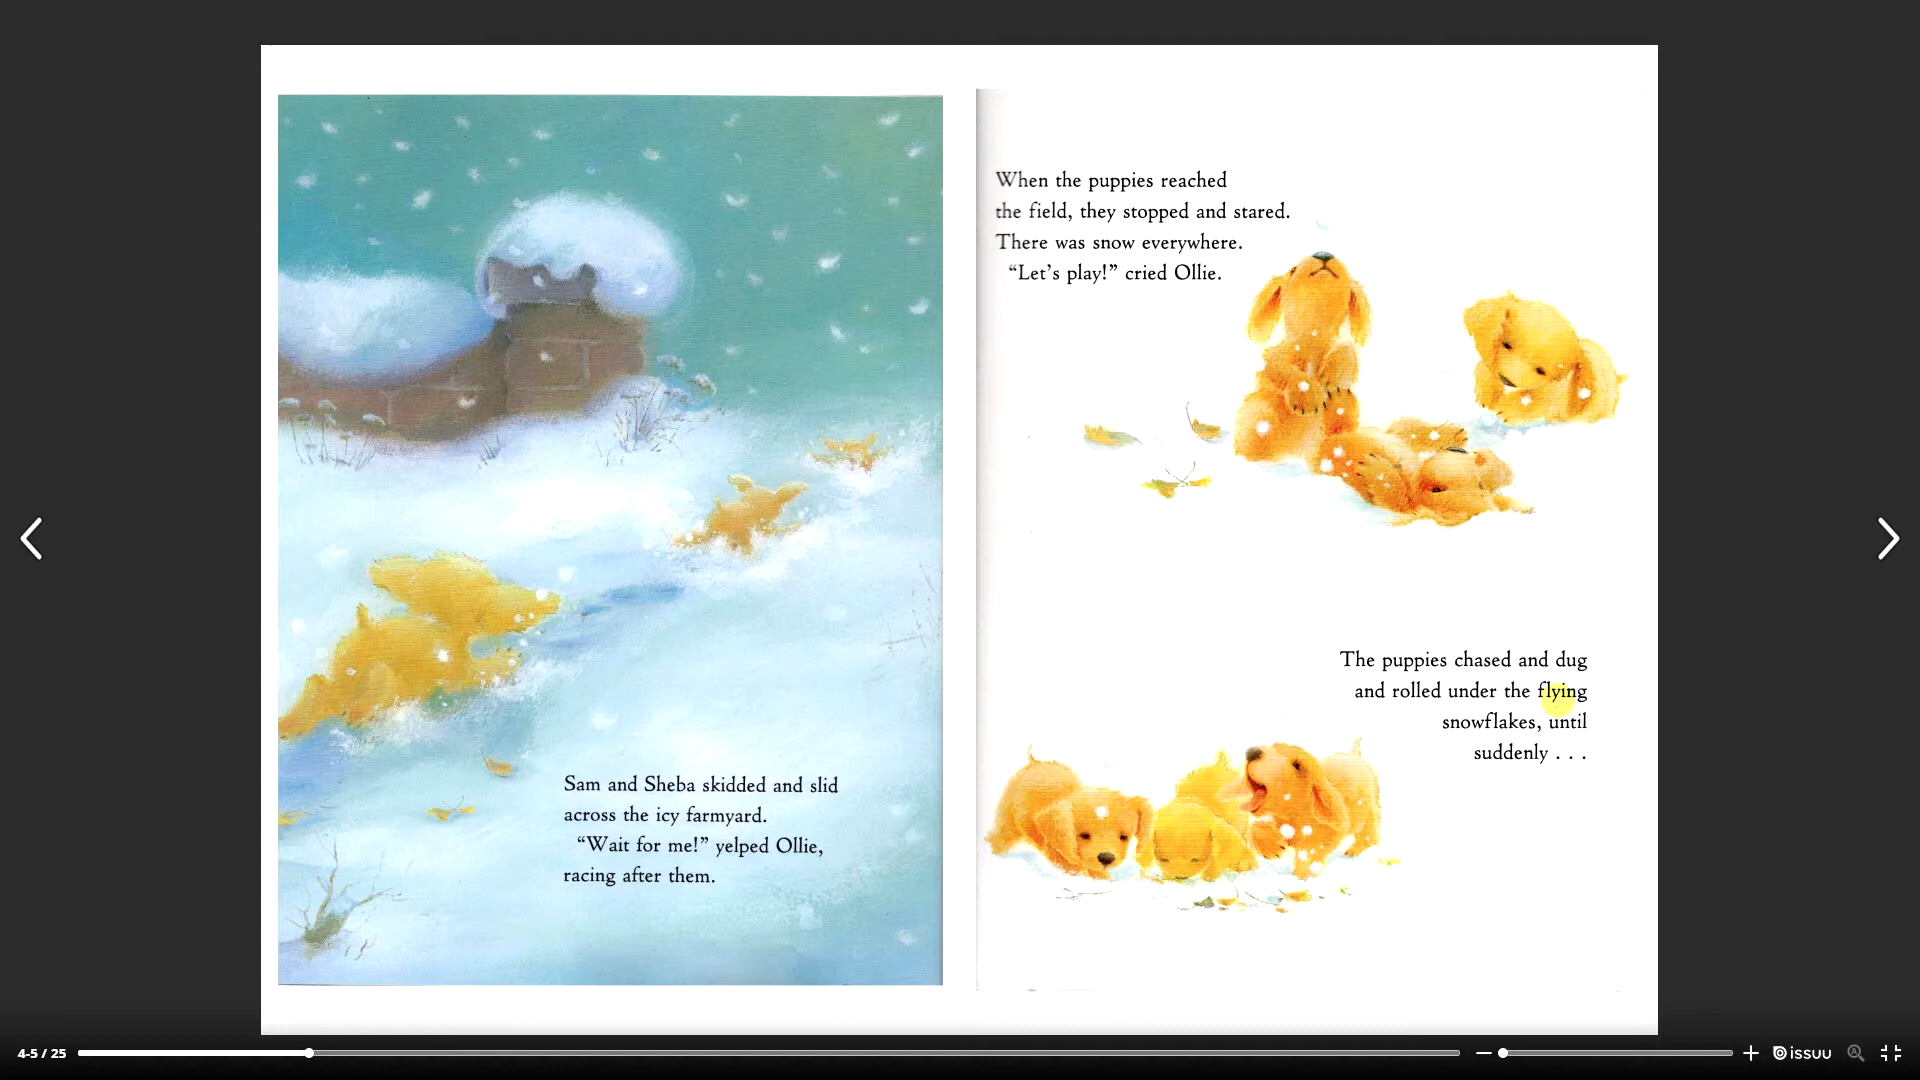 Sam and Sheba skidded and slid
across the icy farmyard.
“Wait for me!” yelped Ollie,
racing after them.
When the puppies reached
the field, they stopped and stared.
There was snow everywhere.
“Let’s play!” cried Ollie.
The puppies chased and dug
and rolled under the flying
snowflakes, until
suddenly . . .
4-5 / 25
issuu